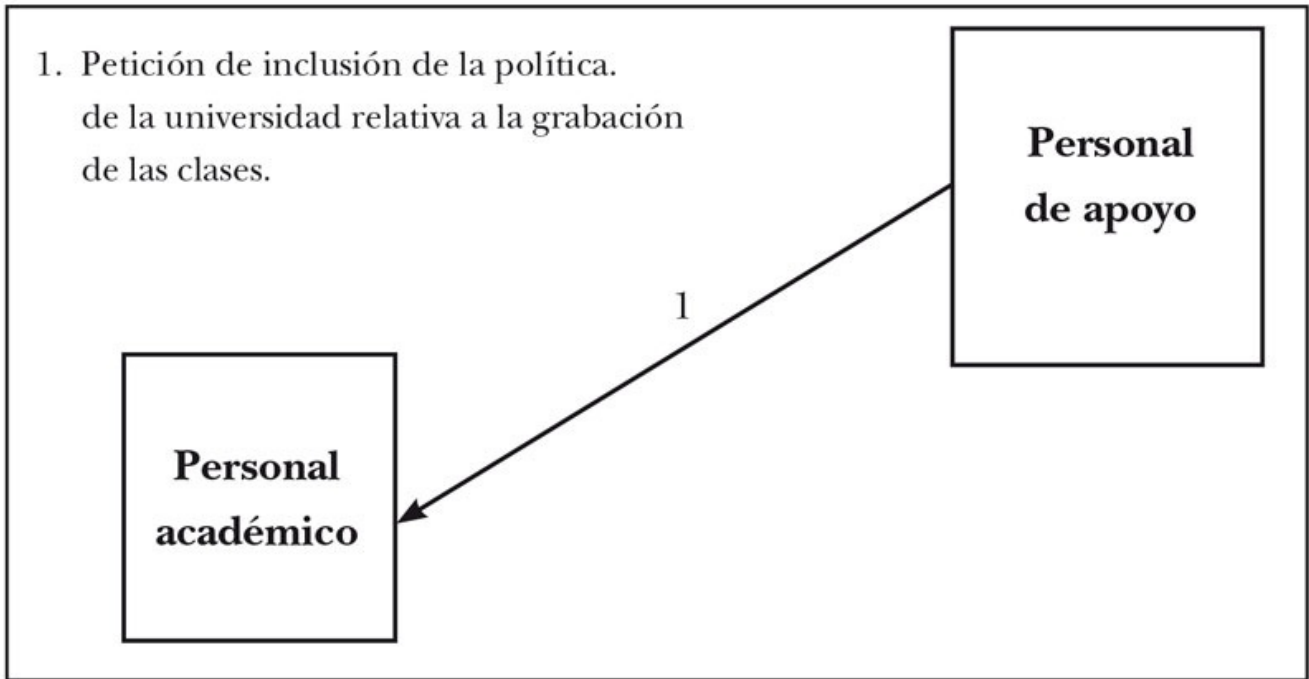 1. Petición de inclusión de la política.
de la universidad relativa a la grabación
de las clases.
Personal
de apoyo
1
Personal
académico